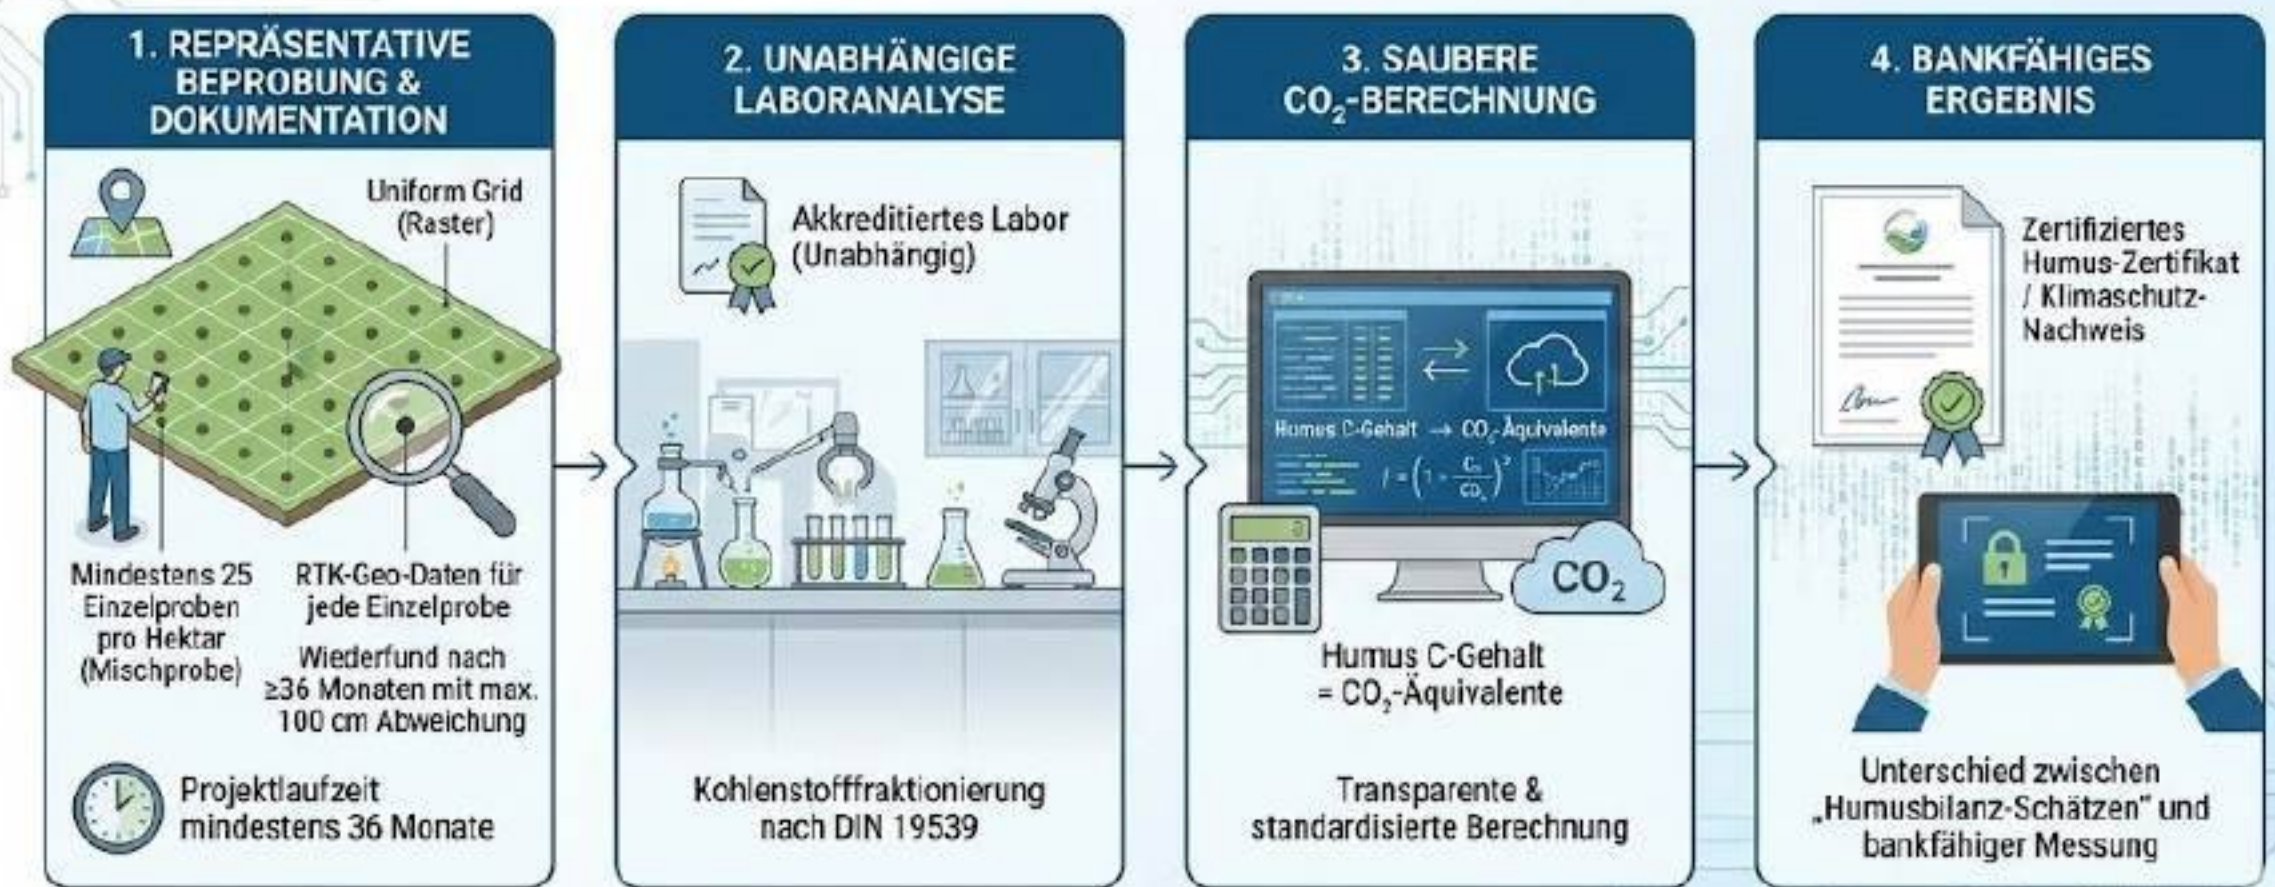 1. REPRÄSENTATIVE
BEPROBUNG &
DOKUMENTATION
Uniform Grid
(Raster)
Mindestens 25
Einzelproben
pro Hektar
(Mischprobe)
RTK-Geo-Daten für
jede Einzelprobe
Wiederfund nach
≥36 Monaten mit max.
100 cm Abweichung
Projektlaufzeit
mindestens 36 Monate
2. UNABHÄNGIGE
LABORANALYSE
Akkreditiertes Labor
(Unabhängig)
Kohlenstofffraktionierung
nach DIN 19539
3. SAUBERE
CO₂-BERECHNUNG
Humus C-Gehalt → CO₂-Äquivalente
CO₂
Humus C-Gehalt
= CO₂-Äquivalente
Transparente &
standardisierte Berechnung
4. BANKFÄHIGES
ERGEBNIS
Zertifiziertes
Humus-Zertifikat
/ Klimaschutz-
Nachweis
Unterschied zwischen
„Humusbilanz-Schätzen" und
bankfähiger Messung